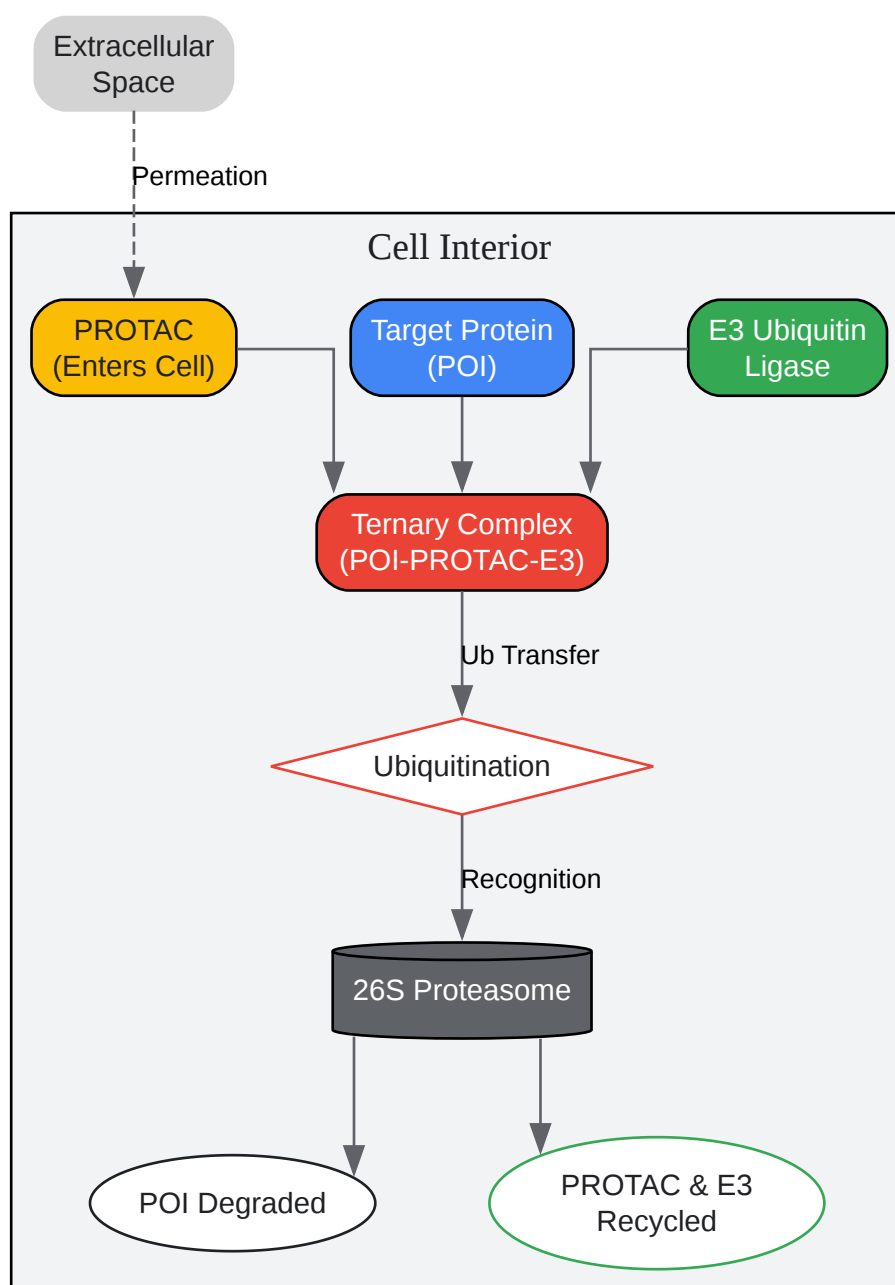 Extracellular
Space
Permeation
Cell Interior
PROTAC
(Enters Cell)
Target Protein
(POI)
E3 Ubiquitin
Ligase
Ternary Complex
(POI-PROTAC-E3)
Ub Transfer
Ubiquitination
Recognition
26S Proteasome
POI Degraded
PROTAC & E3
Recycled